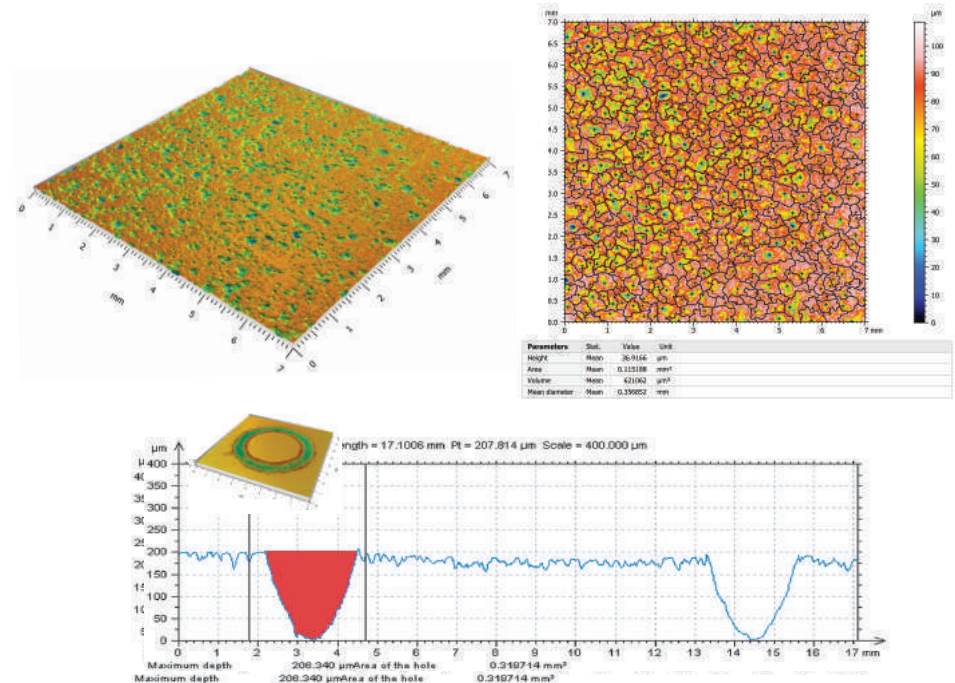 mm
7.0
6.5
6.0
5.5
5.0
4.5
4.0
3.5
3.0
2.5
2.0
1.5
1.0
0.5
0.0
0 1 2 3 4 5 6 7 mm
µm
100
90
80
70
60
50
40
30
20
10
0
0 1 2 3 4 5 6 7
mm
0 1 2 3 4 5 6 7
mm
Parameters Stat. Value Unit
Height Mean 36.9166 µm
Area Mean 0.115188 mm²
Volume Mean 621062 µm³
Mean diameter Mean 0.356852 mm
ength = 17.1006 mm Pt = 207.814 µm Scale = 400.000 µm
µm
400
350
300
250
200
150
100
50
0
0 1 2 3 4 5 6 7 8 9 10 11 12 13 14 15 16 17 mm
Maximum depth 206.340 µmArea of the hole 0.318714 mm²
Maximum depth 206.340 µmArea of the hole 0.318714 mm²